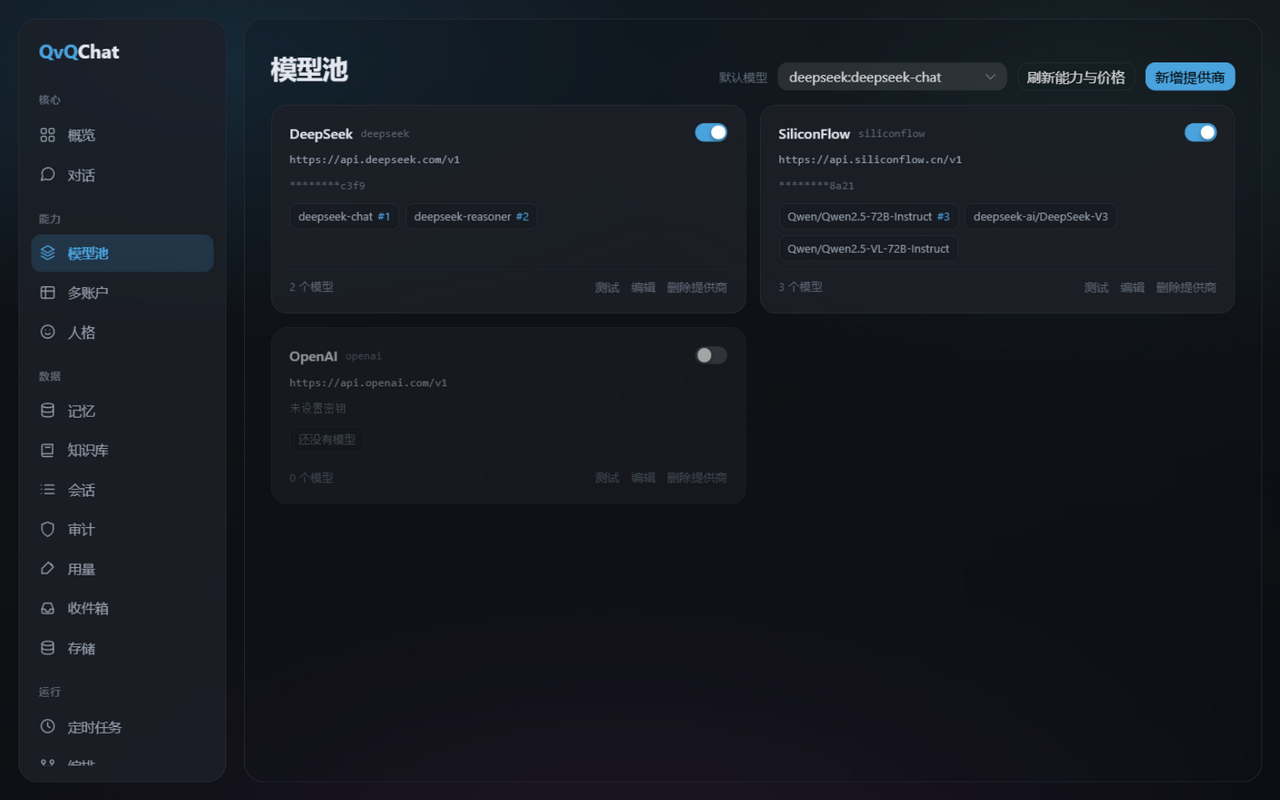 QvQChat
核心
概览
对话
能力
模型池
多账户
人格
数据
记忆
知识库
会话
审计
用量
收件箱
存储
运行
定时任务
模型池
默认模型 deepseek:deepseek-chat 刷新能力与价格 新增提供商
DeepSeek deepseek
https://api.deepseek.com/v1
********c3f9
deepseek-chat #1 deepseek-reasoner #2
2 个模型 测试 编辑 删除提供商
SiliconFlow siliconflow
https://api.siliconflow.cn/v1
********8a21
Qwen/Qwen2.5-72B-Instruct #3 deepseek-ai/DeepSeek-V3
Qwen/Qwen2.5-VL-72B-Instruct
3 个模型 测试 编辑 删除提供商
OpenAI openai
https://api.openai.com/v1
未设置密钥
还没有模型
0 个模型 测试 编辑 删除提供商